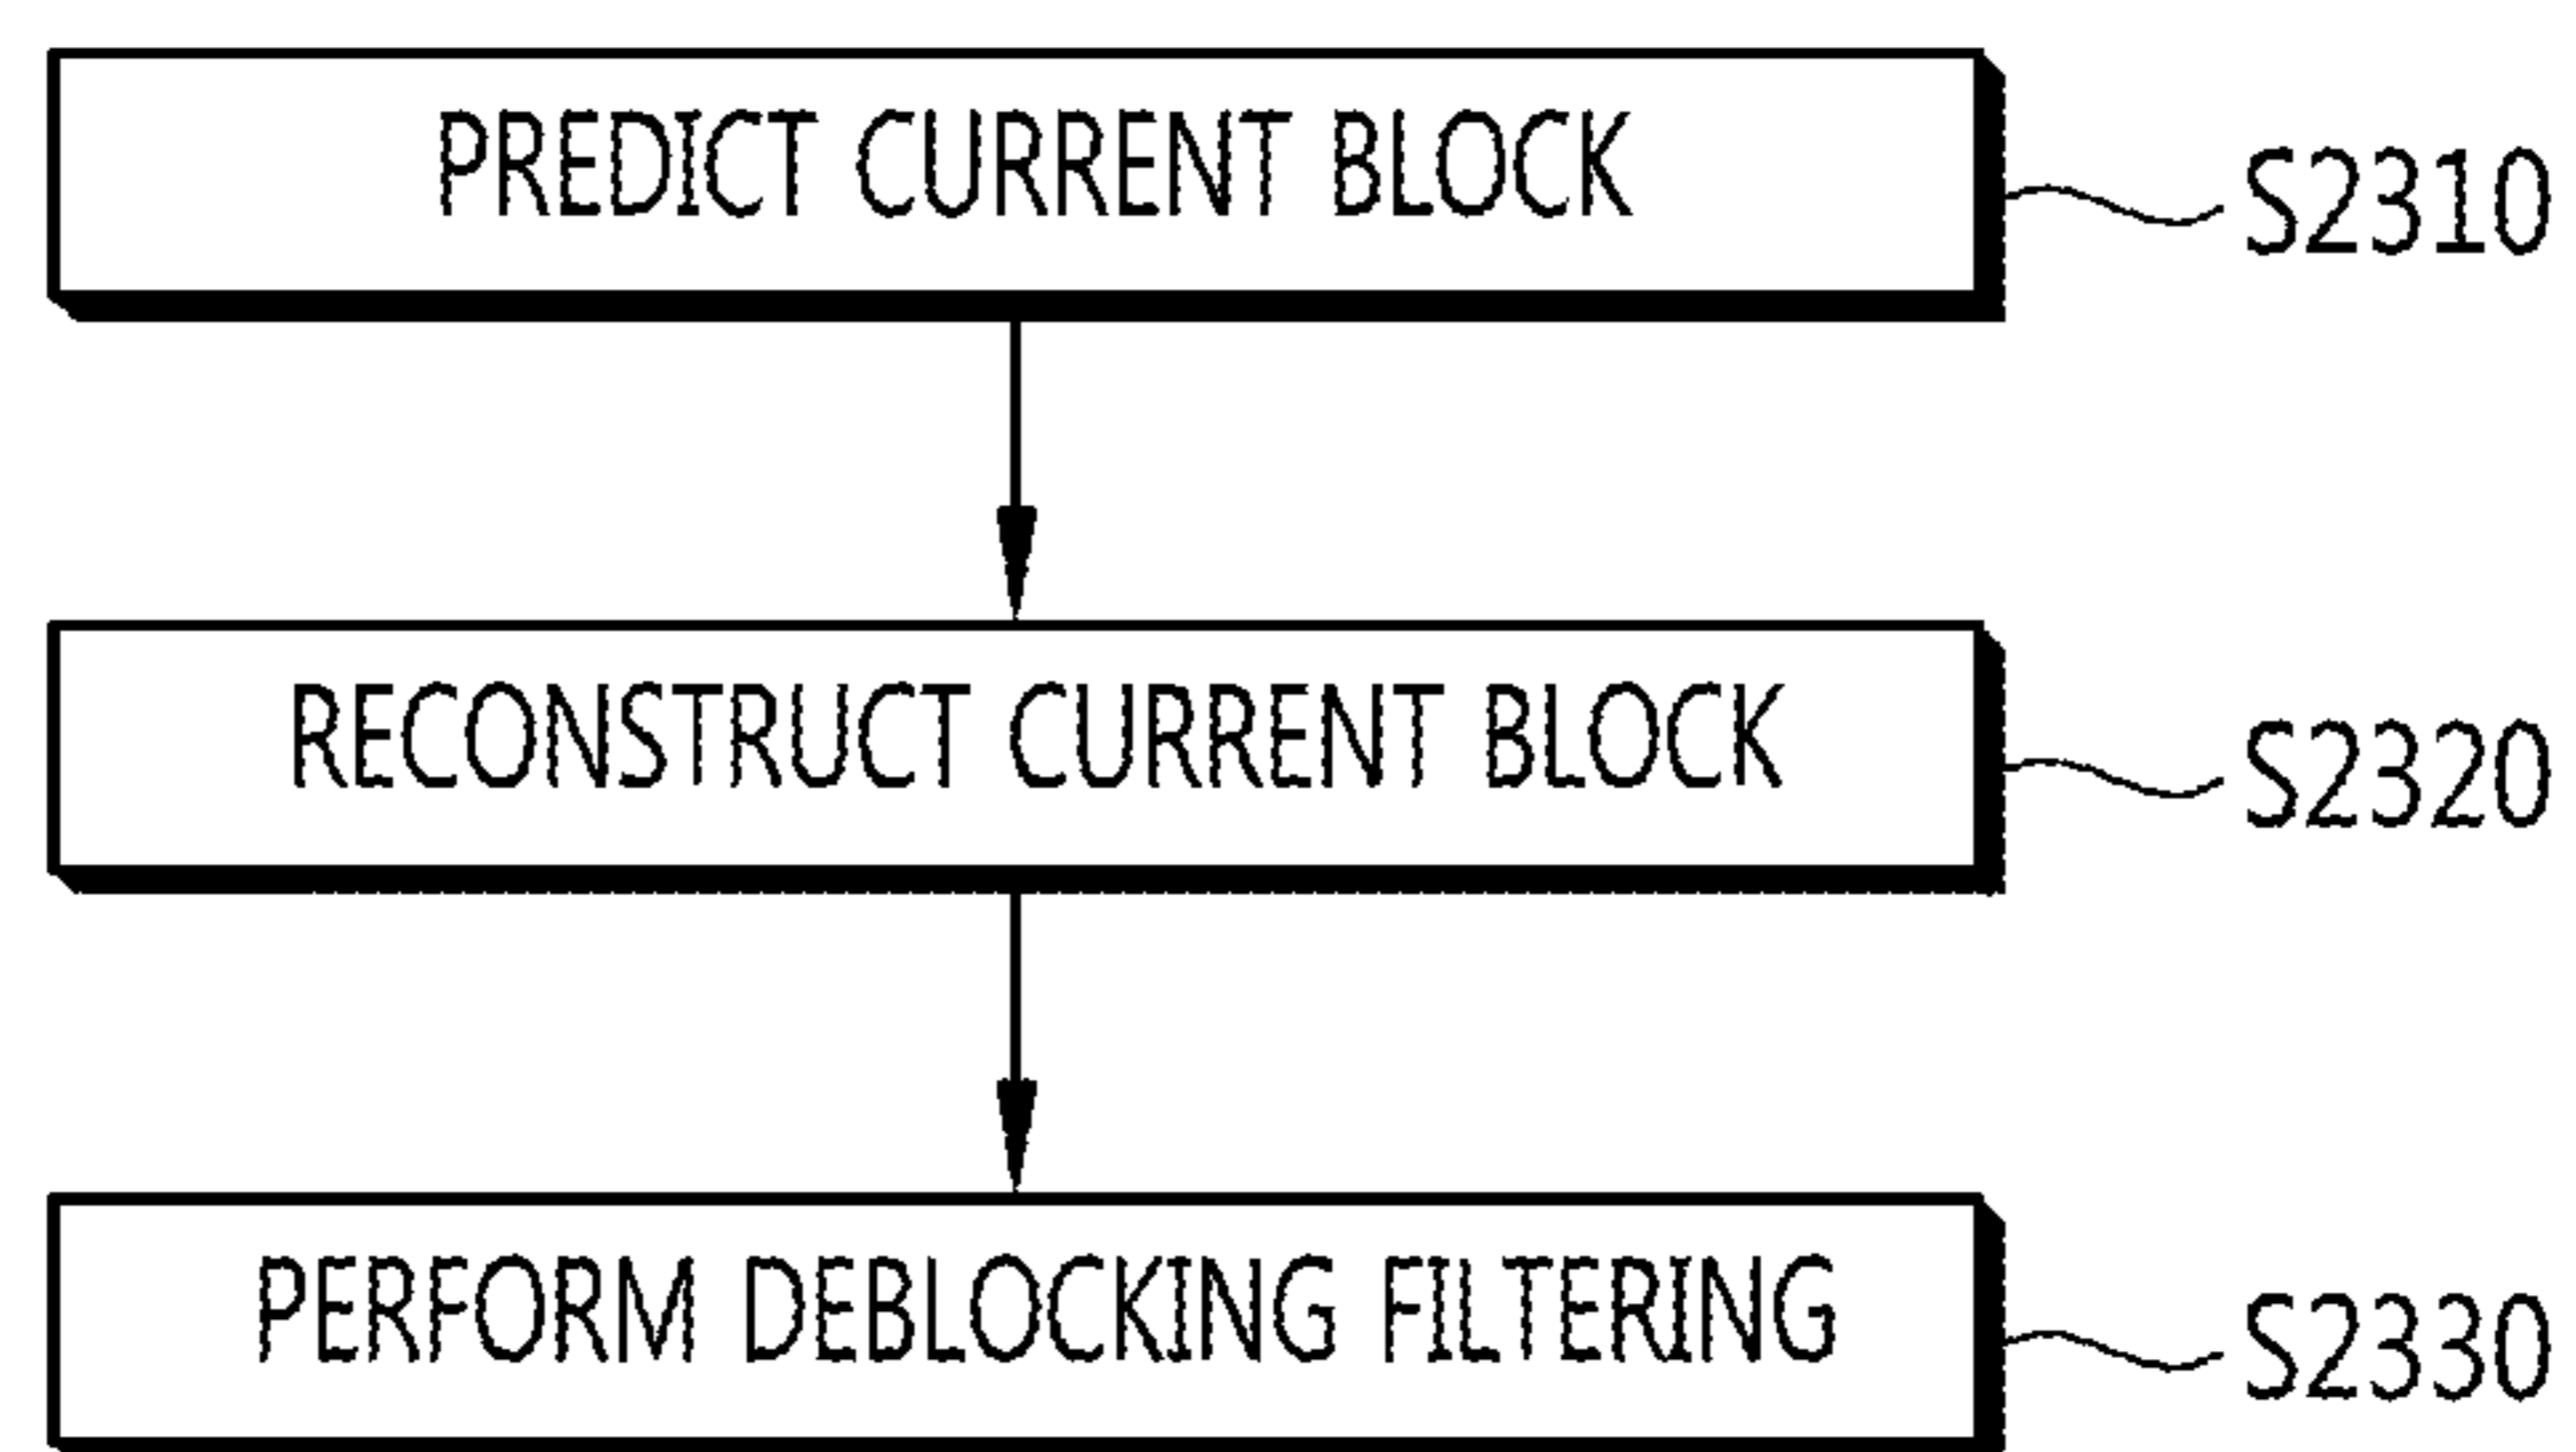 PREDICT CURRENT BLOCK
S2310
RECONSTRUCT CURRENT BLOCK
S2320
PERFORM DEBLOCKING FILTERING
S2330